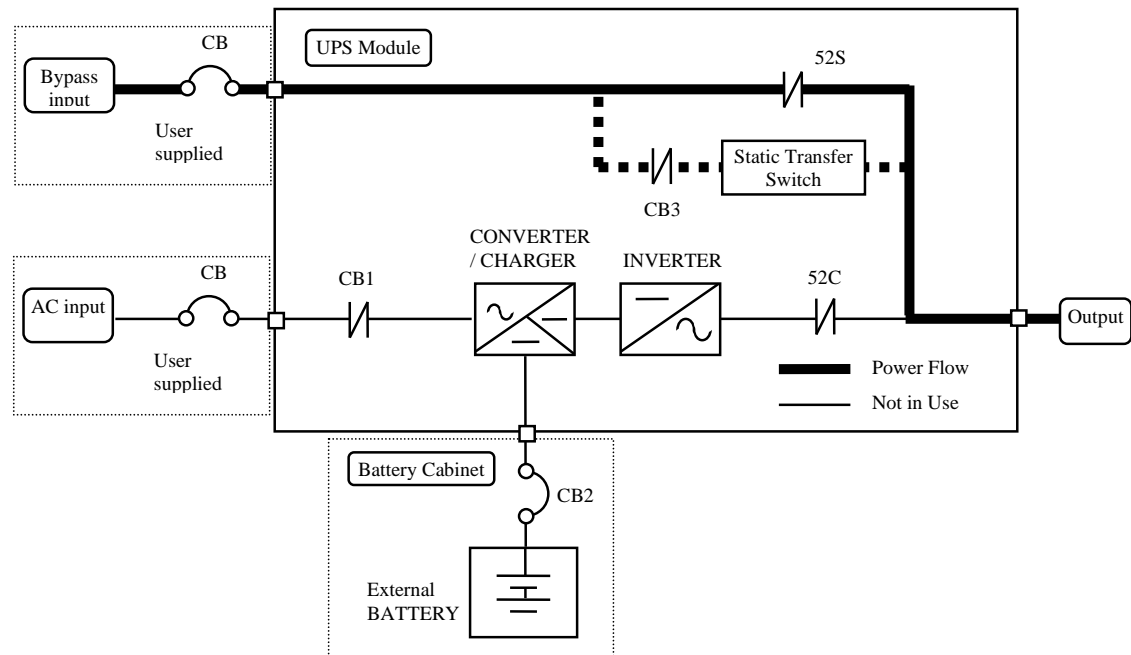 CB
UPS Module
52S
Bypass
input
User
supplied
Static Transfer
Switch
CB3
CONVERTER
/ CHARGER
INVERTER
CB
CB1
52C
AC input
Output
User
supplied
Power Flow
Not in Use
Battery Cabinet
CB2
External
BATTERY